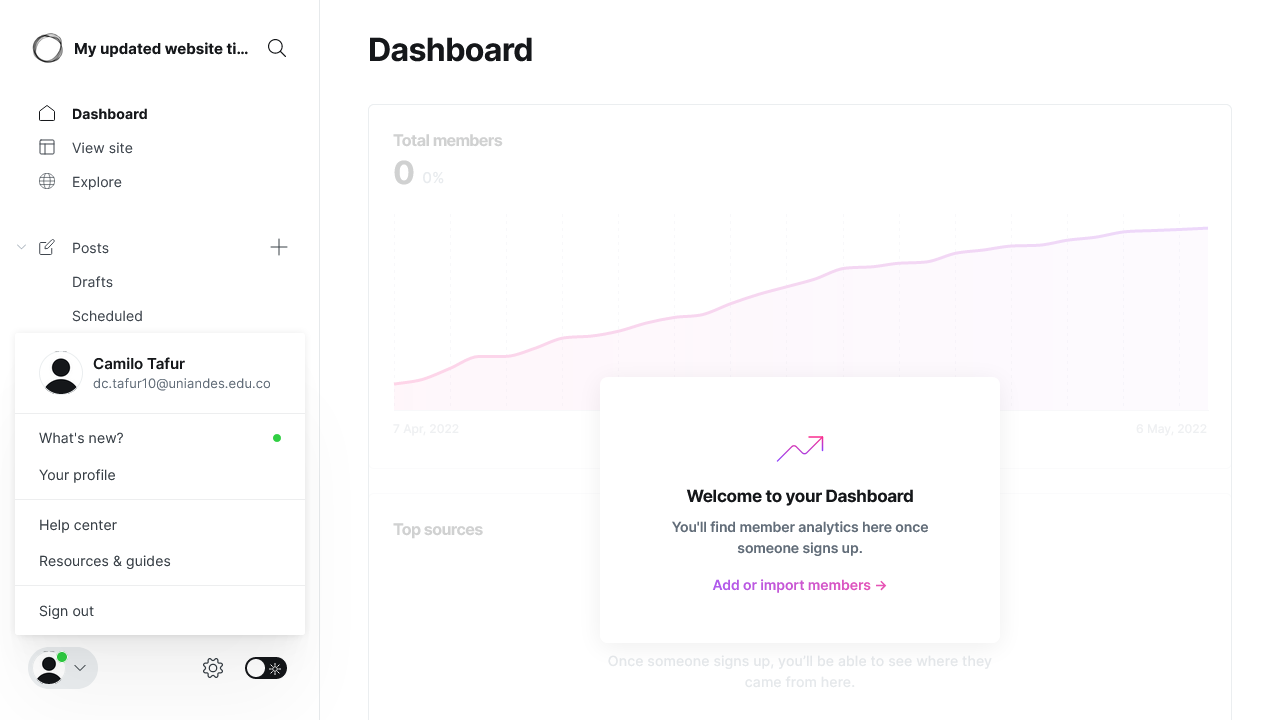 My updated website ti…
Dashboard
View site
Explore
Posts
Drafts
Scheduled
Camilo Tafur
dc.tafur10@uniandes.edu.co
What's new?
Your profile
Help center
Resources & guides
Sign out
Dashboard
Total members
0 0%
7 Apr, 2022
6 May, 2022
Welcome to your Dashboard
You'll find member analytics here once
someone signs up.
Add or import members →
Top sources
Once someone signs up, you'll be able to see where they
came from here.